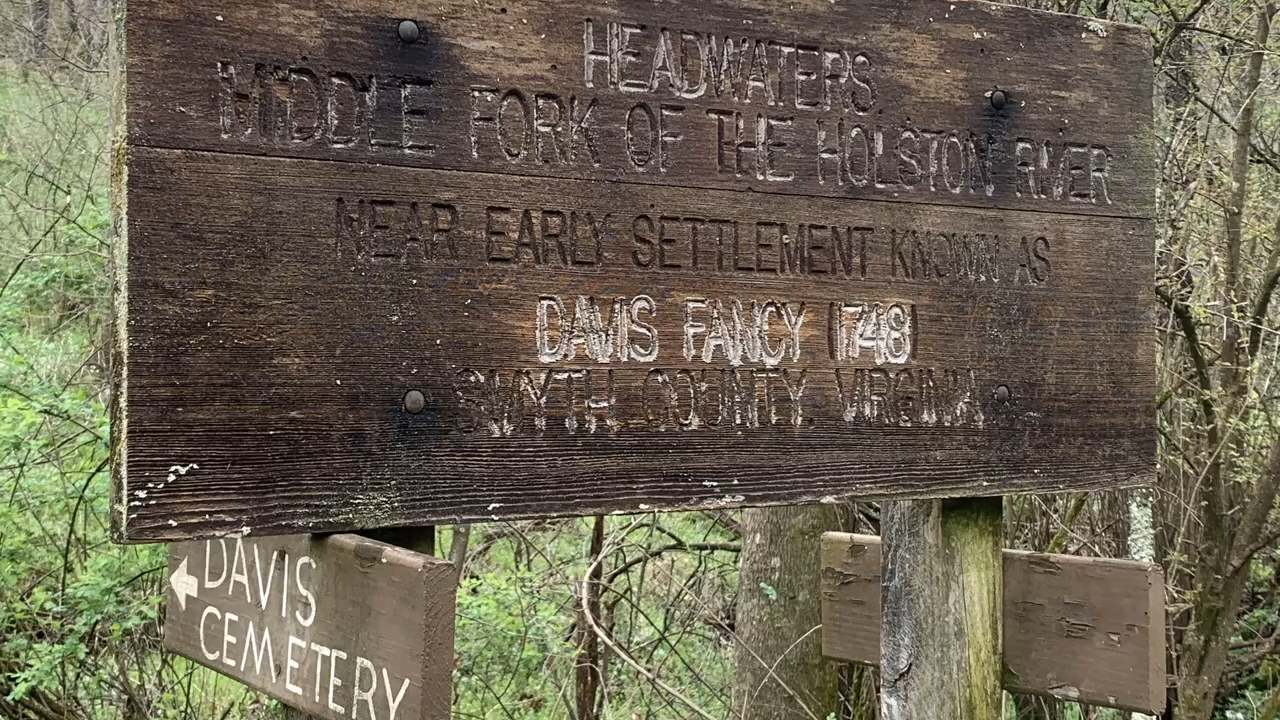 HEADWATERS
MIDDLE FORK OF THE HOLSTON RIVER
NEAR EARLY SETTLEMENT KNOWN AS
DAVIS FANCY (1748)
SMYTH COUNTY, VIRGINIA
DAVIS
CEMETERY